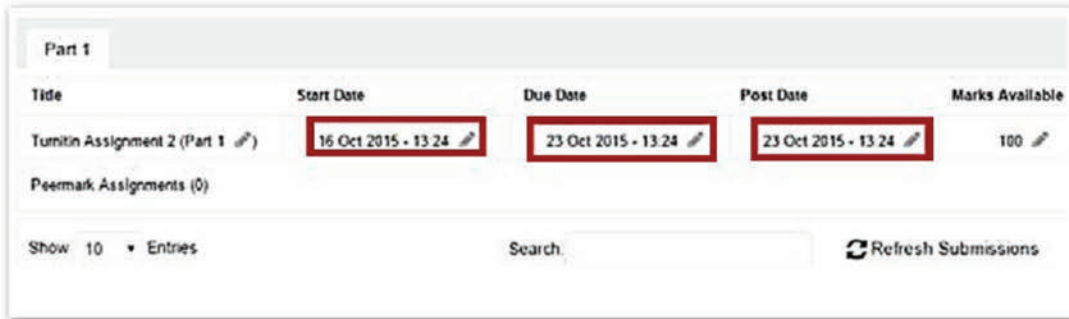 Part 1
Title Start Date Due Date Post Date Marks Available
Turnitin Assignment 2 (Part 1 ) 16 Oct 2015 - 13:24 23 Oct 2015 - 13:24 23 Oct 2015 - 13:24 100
Peermark Assignments (0)
Show 10 Entries Search: Refresh Submissions